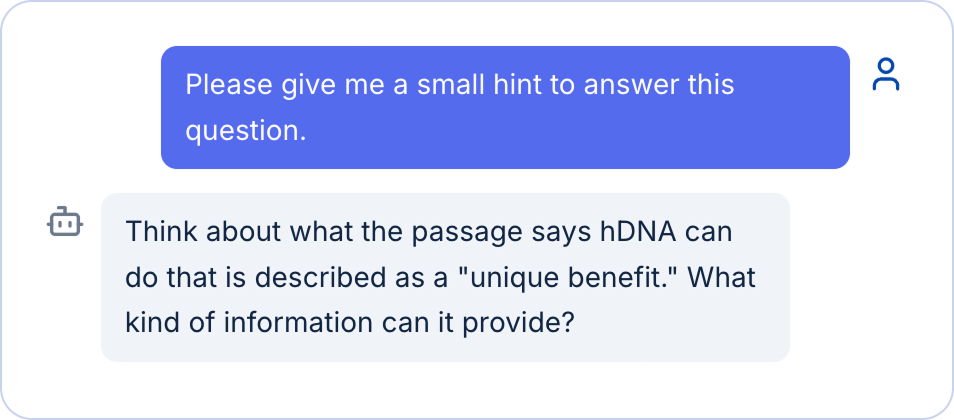 Please give me a small hint to answer this
question.
Think about what the passage says hDNA can
do that is described as a "unique benefit." What
kind of information can it provide?